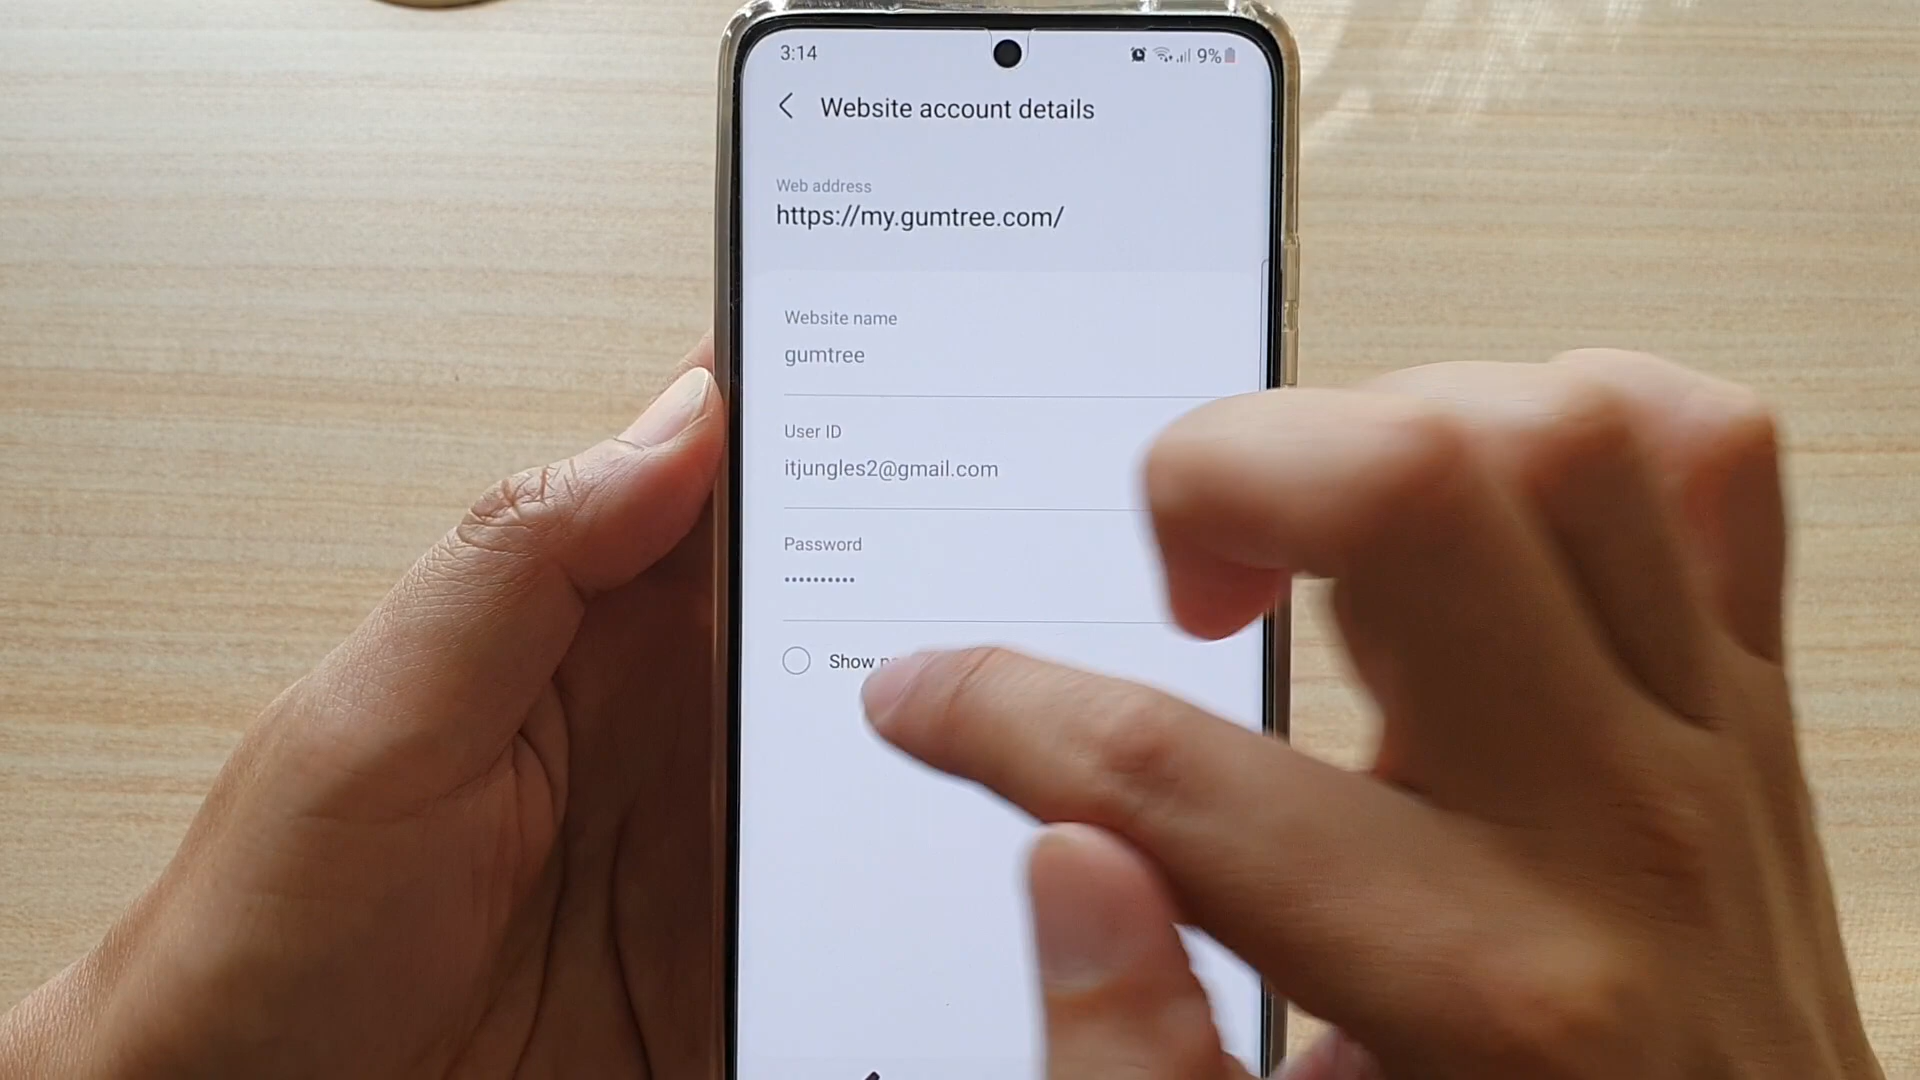 3:14
9%
Website account details
Web address
https://my.gumtree.com/
Website name
gumtree
User ID
itjungles2@gmail.com
Password
••••••••••
Show